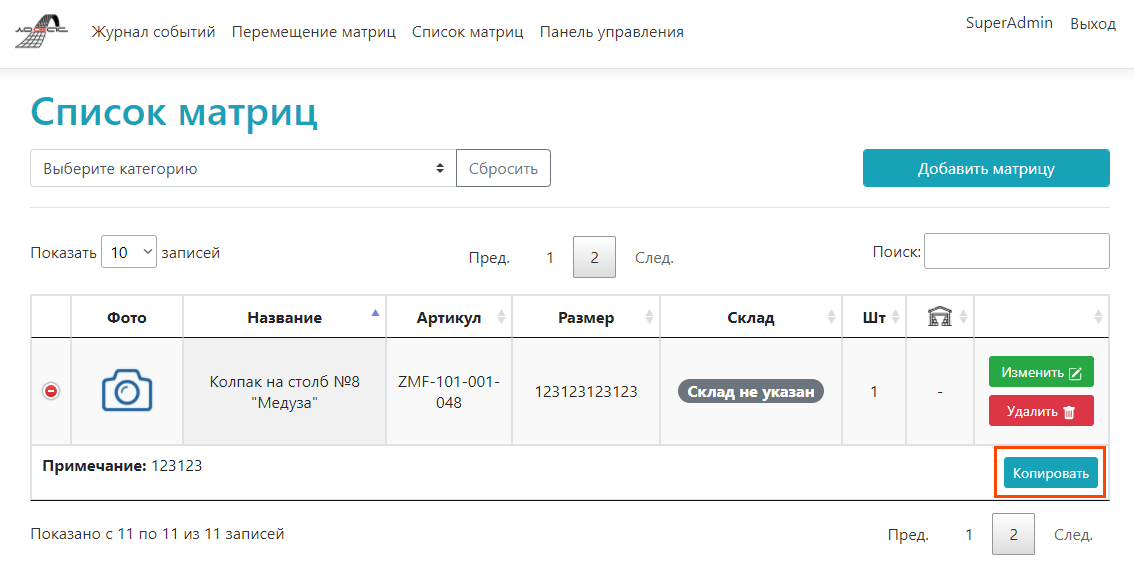 ЛОГСИС
Журнал событий Перемещение матриц Список матриц Панель управления SuperAdmin Выход
Список матриц
Выберите категорию Сбросить Добавить матрицу
Показать 10 записей Пред. 1 2 След. Поиск:
Фото Название Артикул Размер Склад Шт
Колпак на столб №8 "Медуза" ZMF-101-001-048 123123123123 Склад не указан 1 - Изменить
Удалить
Примечание: 123123 Копировать
Показано с 11 по 11 из 11 записей Пред. 1 2 След.